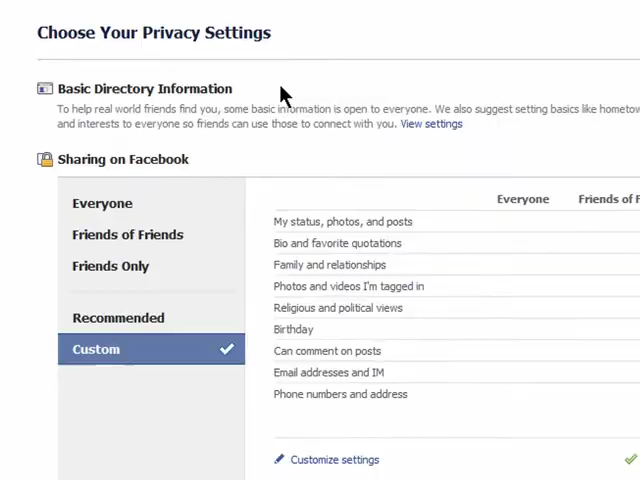 Choose Your Privacy Settings
Basic Directory Information
To help real world friends find you, some basic information is open to everyone. We also suggest setting basics like hometow
and interests to everyone so friends can use those to connect with you. View settings
Sharing on Facebook
Everyone
Friends of Friends
Friends Only
Recommended
Custom
Everyone Friends of F
My status, photos, and posts
Bio and favorite quotations
Family and relationships
Photos and videos I'm tagged in
Religious and political views
Birthday
Can comment on posts
Email addresses and IM
Phone numbers and address
Customize settings